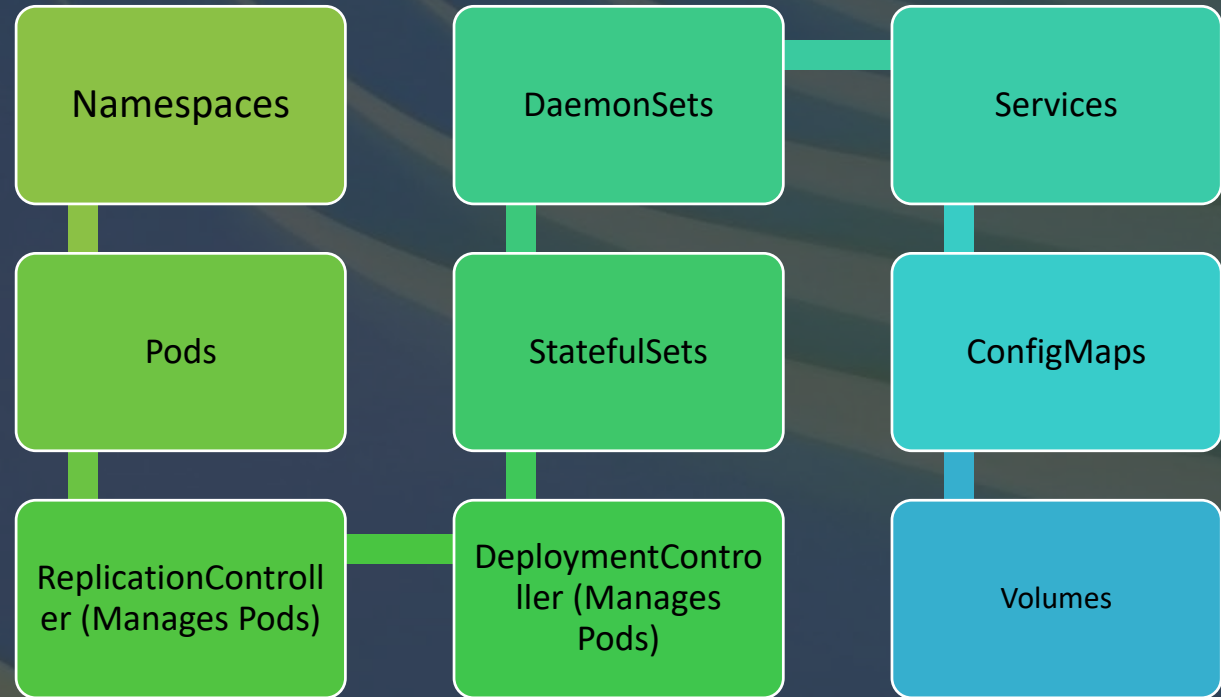 Namespaces
Pods
ReplicationControll
er (Manages Pods)
DeploymentContro
ller (Manages
Pods)
StatefulSets
DaemonSets
Services
ConfigMaps
Volumes